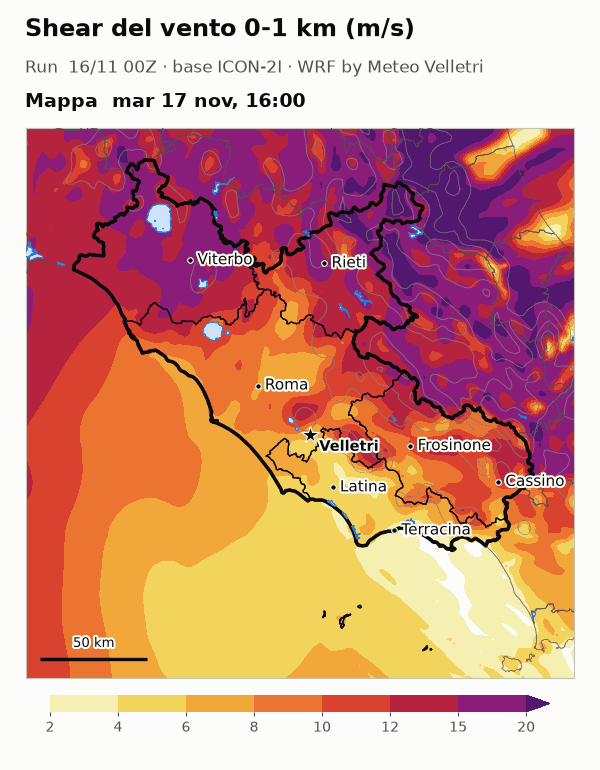 Shear del vento 0-1 km (m/s)
Run  16/11 00Z · base ICON-2I · WRF by Meteo Velletri
Mappa  mar 17 nov, 16:00
Viterbo
Rieti
Roma
Velletri
Frosinone
Latina
Cassino
Terracina
50 km
2 4 6 8 10 12 15 20